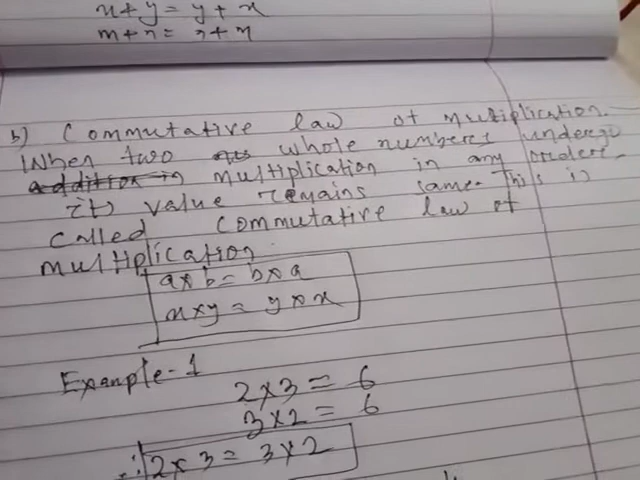 x + y = y + x
m + n = n + m
b) Commutative law of multiplication.
When two whole numbers undergo
multiplication in any order
its value remains same. This is
called commutative law of
multiplication.
a × b = b × a
x × y = y × x
Example - 1
2 × 3 = 6
3 × 2 = 6
∴ 2 × 3 = 3 × 2